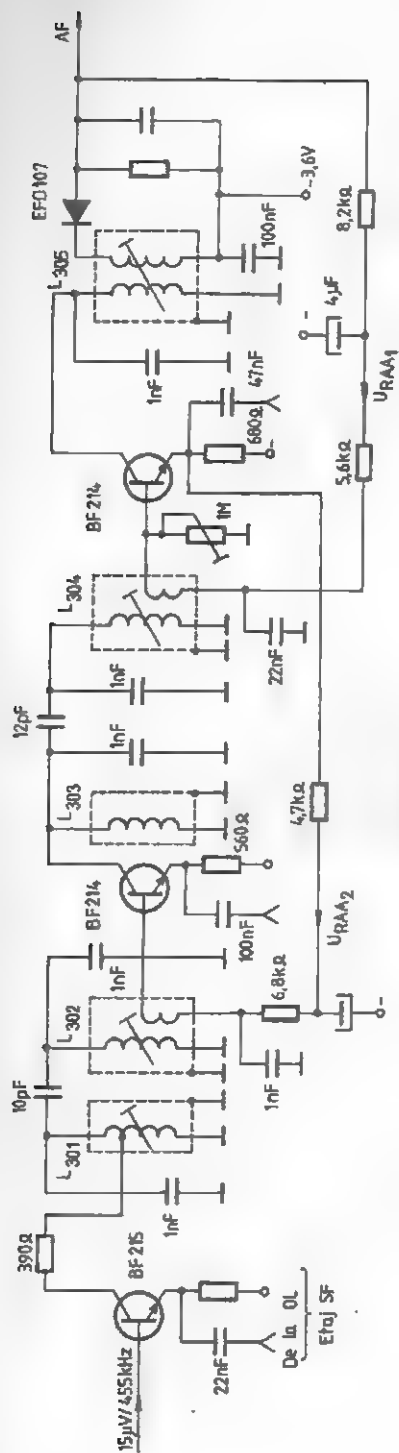 15μV/455kHz
390Ω
BF215
22nF
De la OL
Etaj SF
1nF
L301
10pF
L302
1nF
1nF
6,8kΩ
-
BF214
100nF
560Ω
L303
URAA2
4,7kΩ
12pF
1nF
1nF
L304
22nF
1M
BF214
680Ω
-
47nF
1nF
L305
EFD107
100nF
-3,6V
5,6kΩ
URAA1
4μF
-
8,2kΩ
AF